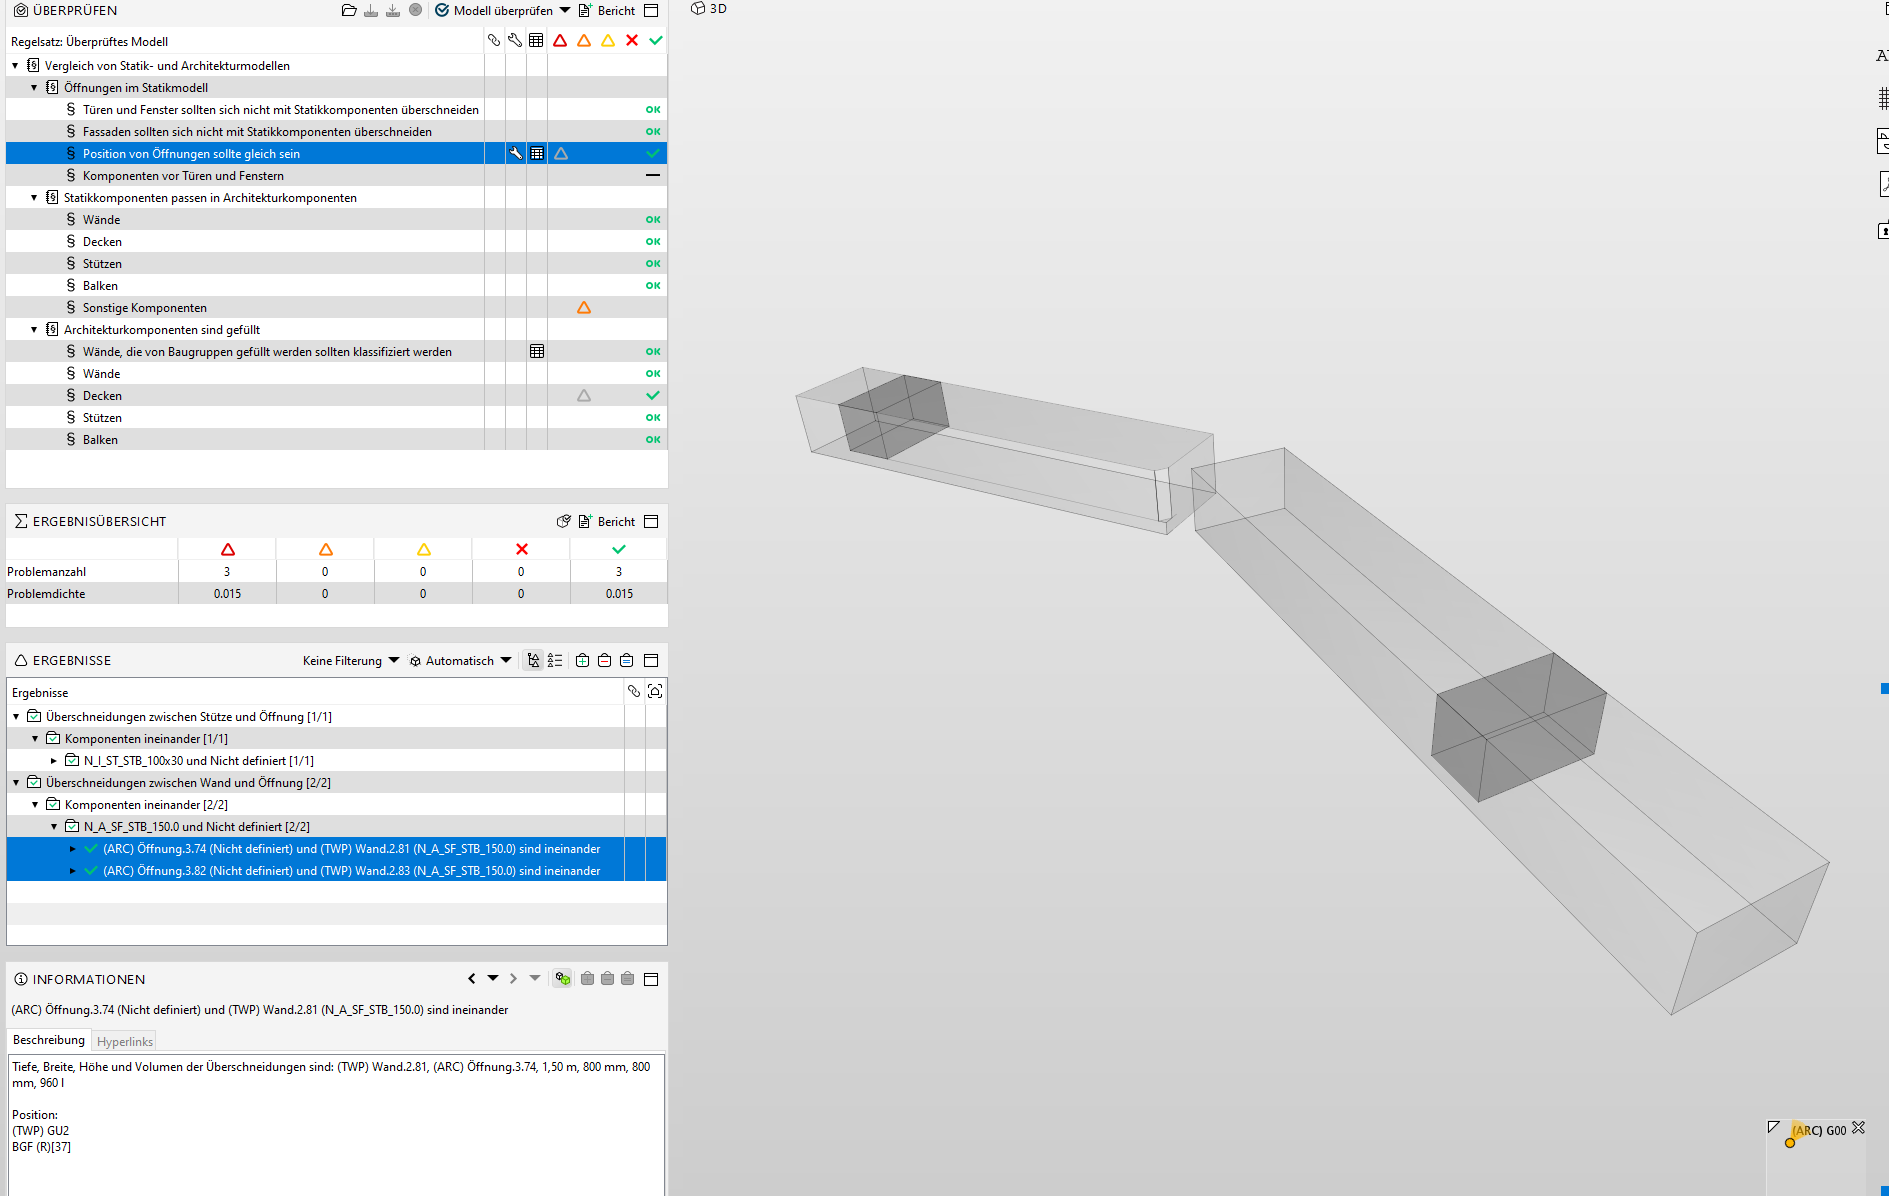 ÜBERPRÜFEN
Modell überprüfen
Bericht
Regelsatz: Überprüftes Modell
Vergleich von Statik- und Architekturmodellen
Öffnungen im Statikmodell
§ Türen und Fenster sollten sich nicht mit Statikkomponenten überschneiden OK
§ Fassaden sollten sich nicht mit Statikkomponenten überschneiden OK
§ Position von Öffnungen sollte gleich sein
§ Komponenten vor Türen und Fenstern
Statikkomponenten passen in Architekturkomponenten
§ Wände OK
§ Decken OK
§ Stützen OK
§ Balken OK
§ Sonstige Komponenten
Architekturkomponenten sind gefüllt
§ Wände, die von Baugruppen gefüllt werden sollten klassifiziert werden OK
§ Wände OK
§ Decken
§ Stützen OK
§ Balken OK
ERGEBNISÜBERSICHT
Bericht
Problemanzahl 3 0 0 0 3
Problemdichte 0.015 0 0 0 0.015
ERGEBNISSE
Keine Filterung
Automatisch
Ergebnisse
Überschneidungen zwischen Stütze und Öffnung [1/1]
Komponenten ineinander [1/1]
N_I_ST_STB_100x30 und Nicht definiert [1/1]
Überschneidungen zwischen Wand und Öffnung [2/2]
Komponenten ineinander [2/2]
N_A_SF_STB_150.0 und Nicht definiert [2/2]
(ARC) Öffnung.3.74 (Nicht definiert) und (TWP) Wand.2.81 (N_A_SF_STB_150.0) sind ineinander
(ARC) Öffnung.3.82 (Nicht definiert) und (TWP) Wand.2.83 (N_A_SF_STB_150.0) sind ineinander
INFORMATIONEN
(ARC) Öffnung.3.74 (Nicht definiert) und (TWP) Wand.2.81 (N_A_SF_STB_150.0) sind ineinander
Beschreibung
Hyperlinks
Tiefe, Breite, Höhe und Volumen der Überschneidungen sind: (TWP) Wand.2.81, (ARC) Öffnung.3.74, 1,50 m, 800 mm, 800
mm, 960 l
Position:
(TWP) GU2
BGF (R)[37]
3D
(ARC) G00